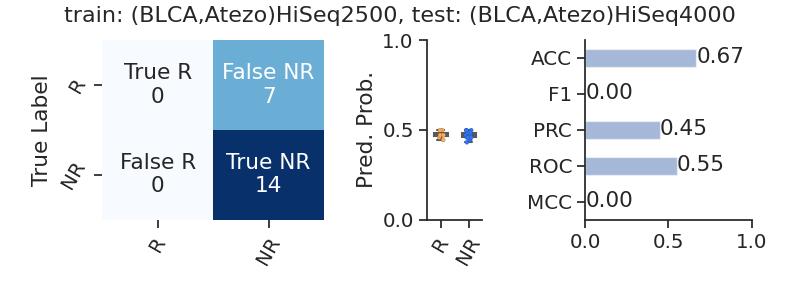 train: (BLCA,Atezo)HiSeq2500, test: (BLCA,Atezo)HiSeq4000
True Label
R
NR
True R
0
False NR
7
False R
0
True NR
14
R
NR
Pred. Prob.
1.0
0.5
0.0
R
NR
ACC
0.67
F1
0.00
PRC
0.45
ROC
0.55
MCC
0.00
0.0
0.5
1.0